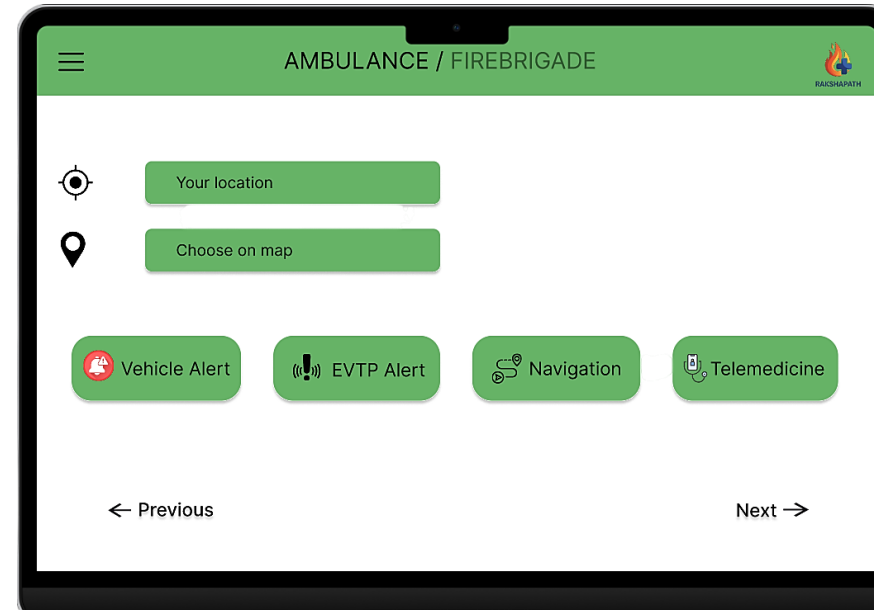 AMBULANCE / FIREBRIGADE
RAKSHAPATH
Your location
Choose on map
Vehicle Alert
EVTP Alert
Navigation
Telemedicine
Previous
Next